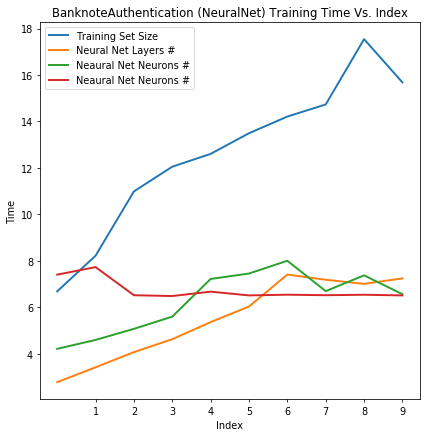 BanknoteAuthentication (NeuralNet) Training Time Vs. Index
18
16
14
12
10
8
6
4
Time
Training Set Size
Neural Net Layers #
Neaural Net Neurons #
Neaural Net Neurons #
1 2 3 4 5 6 7 8 9
Index